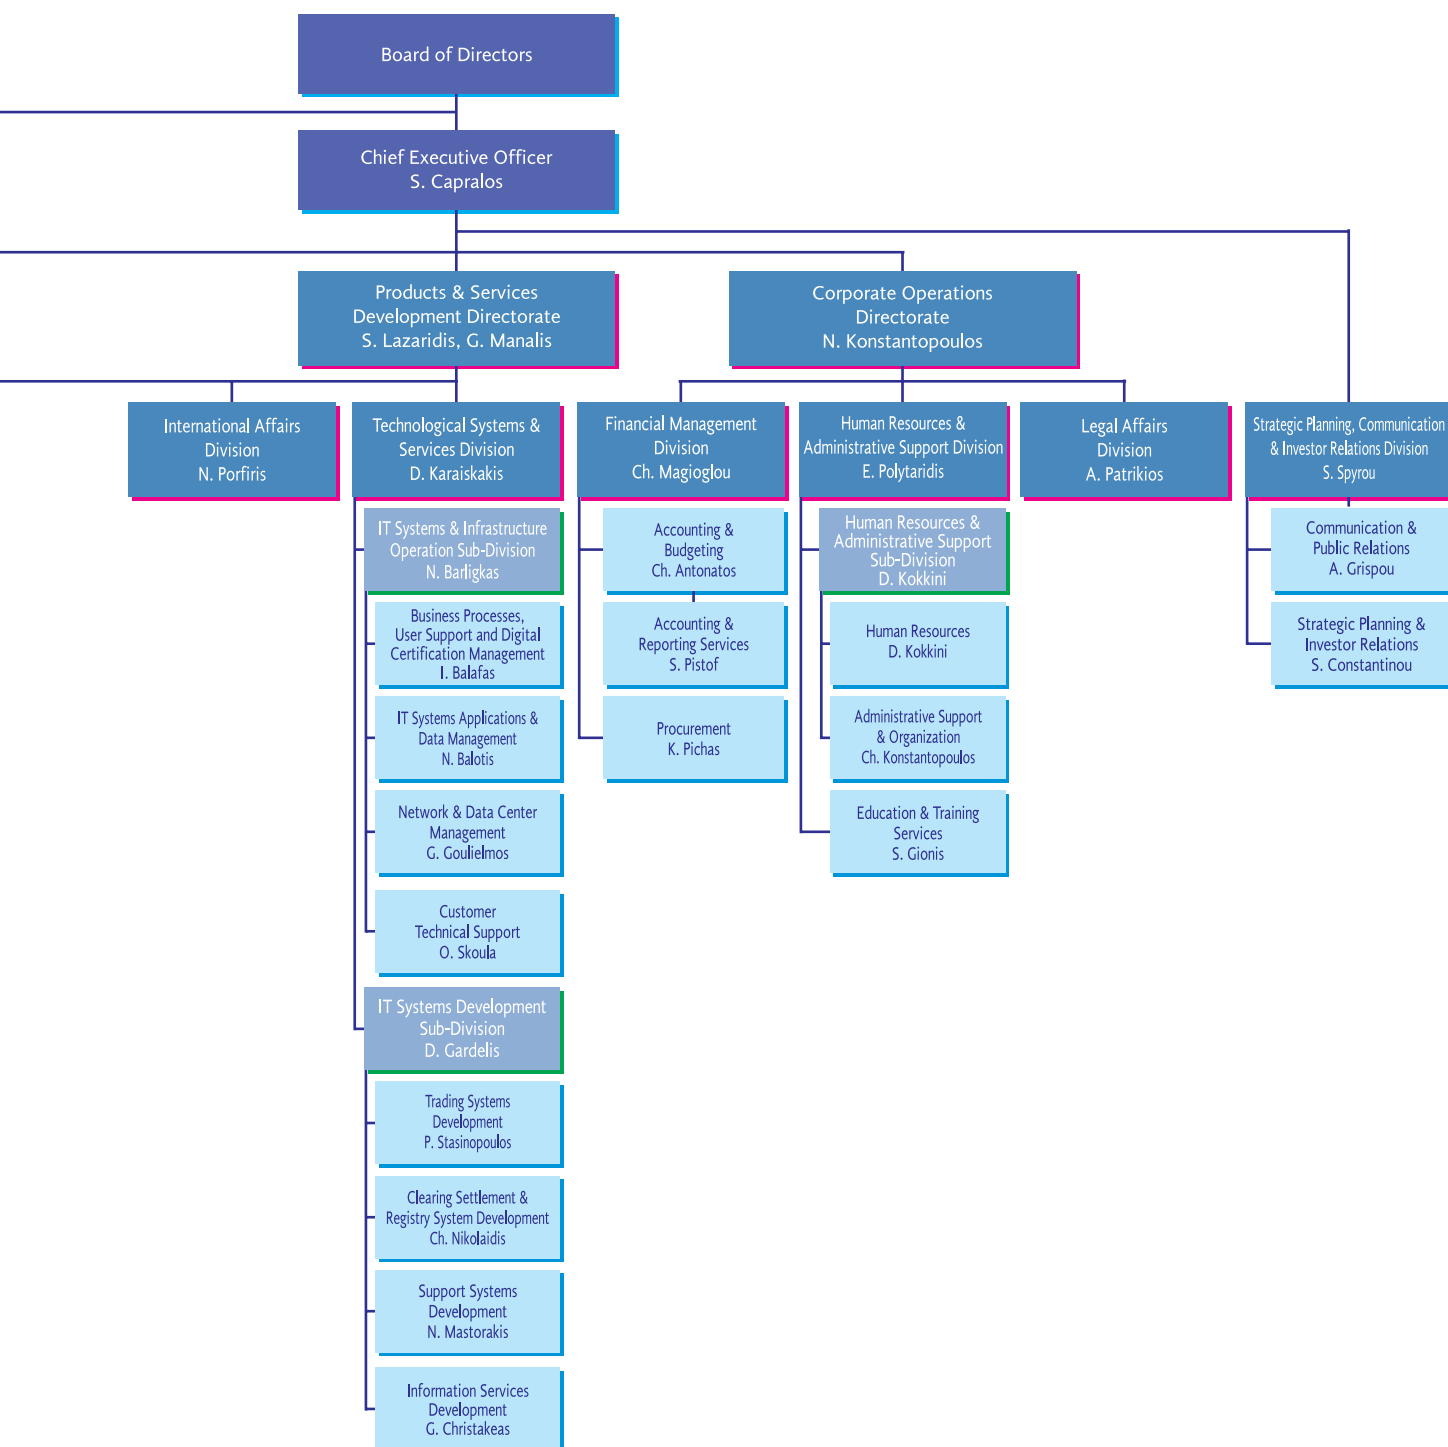 Board of Directors
Chief Executive Officer
S. Capralos
Products & Services
Development Directorate
S. Lazaridis, G. Manalis
Corporate Operations
Directorate
N. Konstantopoulos
International Affairs
Division
N. Porfiris
Technological Systems &
Services Division
D. Karaiskakis
Financial Management
Division
Ch. Magioglou
Human Resources &
Administrative Support Division
E. Polytaridis
Legal Affairs
Division
A. Patrikios
Strategic Planning, Communication
& Investor Relations Division
S. Spyrou
IT Systems & Infrastructure
Operation Sub-Division
N. Barligkas
Business Processes,
User Support and Digital
Certification Management
I. Balafas
IT Systems Applications &
Data Management
N. Balotis
Network & Data Center
Management
G. Goulielmos
Customer
Technical Support
O. Skoula
IT Systems Development
Sub-Division
D. Gardelis
Trading Systems
Development
P. Stasinopoulos
Clearing Settlement &
Registry System Development
Ch. Nikolaidis
Support Systems
Development
N. Mastorakis
Information Services
Development
G. Christakeas
Accounting &
Budgeting
Ch. Antonatos
Accounting &
Reporting Services
S. Pistof
Procurement
K. Pichas
Human Resources &
Administrative Support
Sub-Division
D. Kokkini
Human Resources
D. Kokkini
Administrative Support
& Organization
Ch. Konstantopoulos
Education & Training
Services
S. Gionis
Communication &
Public Relations
A. Grispou
Strategic Planning &
Investor Relations
S. Constantinou